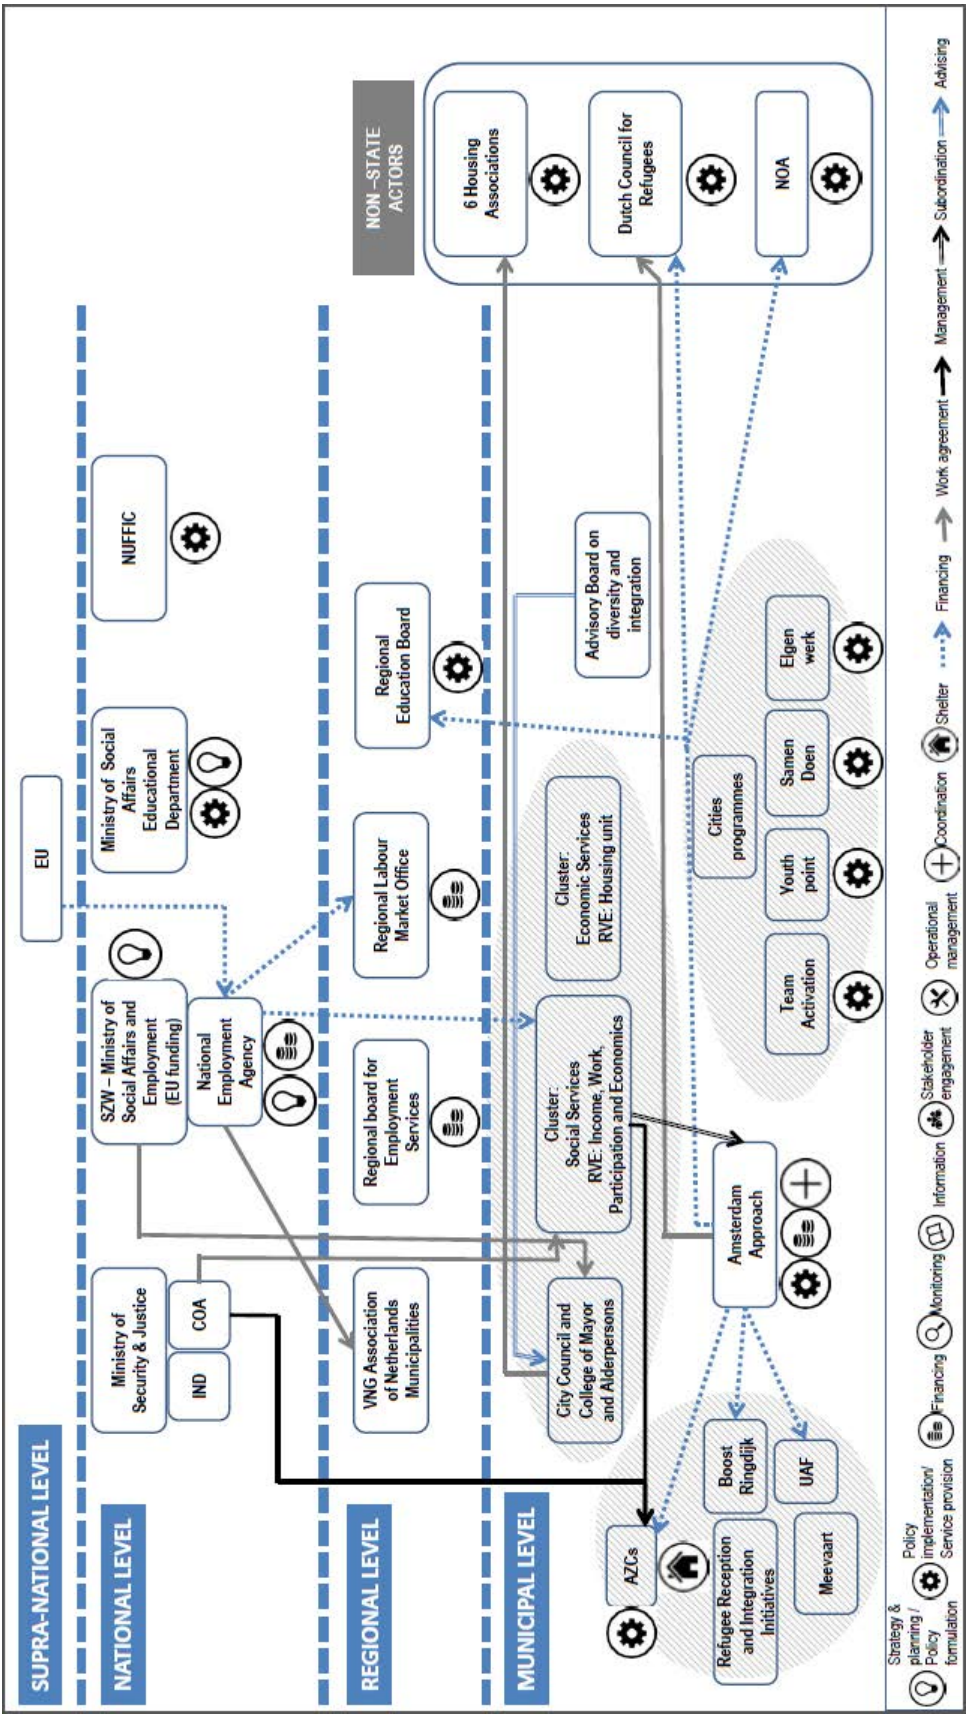 SUPRA-NATIONAL LEVEL
EU
NATIONAL LEVEL
Ministry of
Security & Justice
IND
COA
SZW – Ministry of
Social Affairs and
Employment
(EU funding)
National
Employment
Agency
Ministry of Social
Affairs
Educational
Department
NUFFIC
REGIONAL LEVEL
VNG Association
of Netherlands
Municipalities
Regional board for
Employment
Services
Regional Labour
Market Office
Regional
Education Board
NON –STATE
ACTORS
6 Housing
Associations
Dutch Council for
Refugees
NOA
MUNICIPAL LEVEL
City Council and
College of Mayor
and Alderpersons
Cluster:
Social Services
RVE: Income, Work,
Participation and Economics
Cluster:
Economic Services
RVE: Housing unit
Advisory Board on
diversity and
integration
AZCs
Refugee Reception
and Integration
Initiatives
Boost
Ringdijk
UAF
Meevaart
Amsterdam
Approach
Cities
programmes
Team
Activation
Youth
point
Samen
Doen
EIgen
werk
Strategy &
planning /
Policy
formulation
Policy
implementation/
Service provision
Financing
Monitoring
Information
Stakeholder
engagement
Operational
management
Coordination
Shelter
Financing
Work agreement
Management
Subordination
Advising